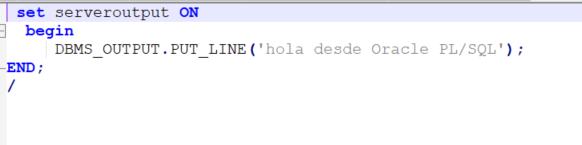 set serveroutput ON
begin
DBMS_OUTPUT.PUT_LINE('hola desde Oracle PL/SQL');
END;
/